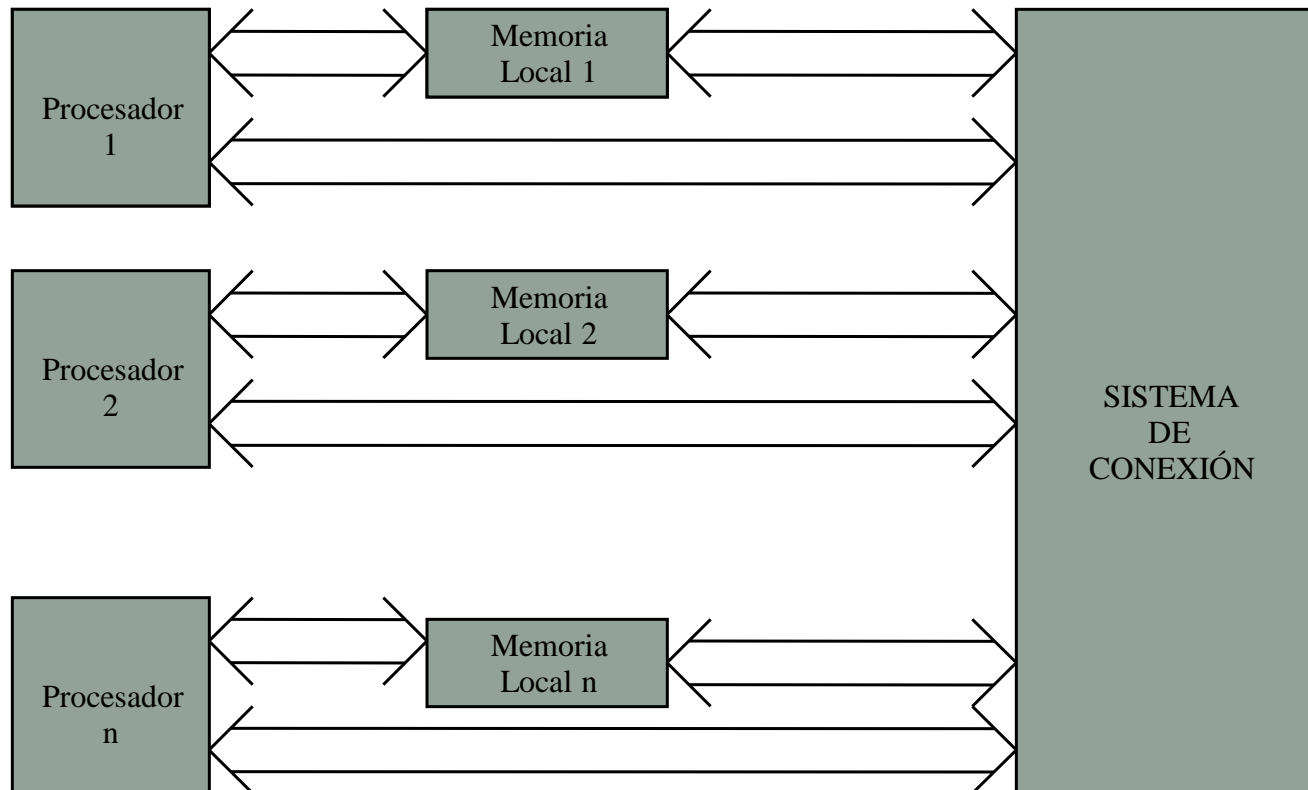 Memoria
Local 1
Procesador
1
Memoria
Local 2
Procesador
2
SISTEMA
DE
CONEXIÓN
Memoria
Local n
Procesador
n